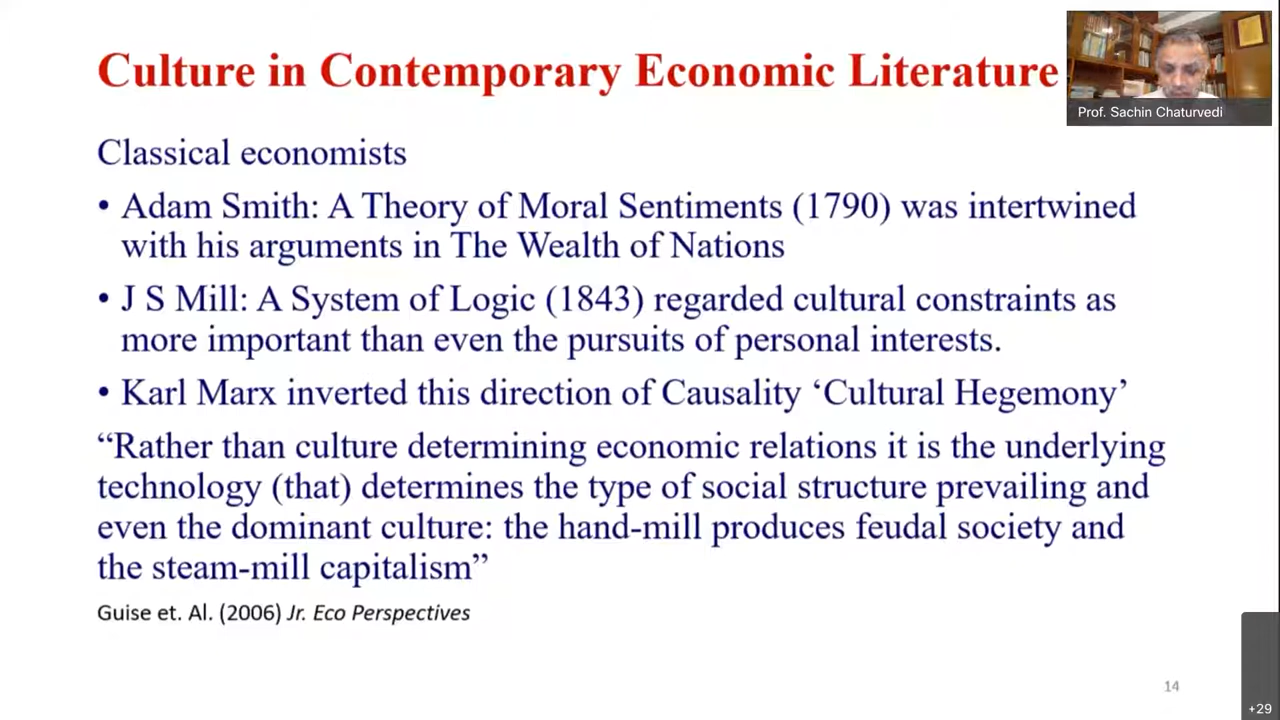 Culture in Contemporary Economic Literature
Prof. Sachin Chaturvedi
Classical economists
• Adam Smith: A Theory of Moral Sentiments (1790) was intertwined
with his arguments in The Wealth of Nations
• J S Mill: A System of Logic (1843) regarded cultural constraints as
more important than even the pursuits of personal interests.
• Karl Marx inverted this direction of Causality ‘Cultural Hegemony’
“Rather than culture determining economic relations it is the underlying
technology (that) determines the type of social structure prevailing and
even the dominant culture: the hand-mill produces feudal society and
the steam-mill capitalism”
Guise et. Al. (2006) Jr. Eco Perspectives
14
+29